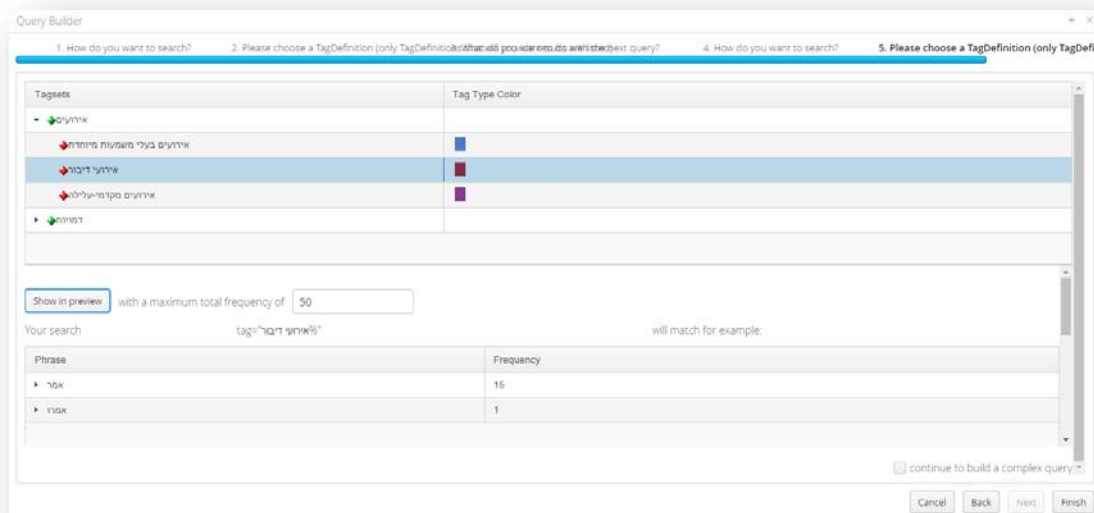 Query Builder
1. How do you want to search? 2. Please choose a TagDefinition (only TagDefinitions 4. How do you want to search? 5. Please choose a TagDefinition (only TagDefi
Tagsets Tag Type Color
אירועים
אירועים בעלי משמעות מיוחדת
אירועי דיבור
אירועים מקדמי-עלילה
דמויות
Show in preview with a maximum total frequency of 50
Your search tag="אירועי דיבור%" will match for example:
Phrase Frequency
אמר 16
אמרו 1
continue to build a complex query
Cancel Back Next Finish